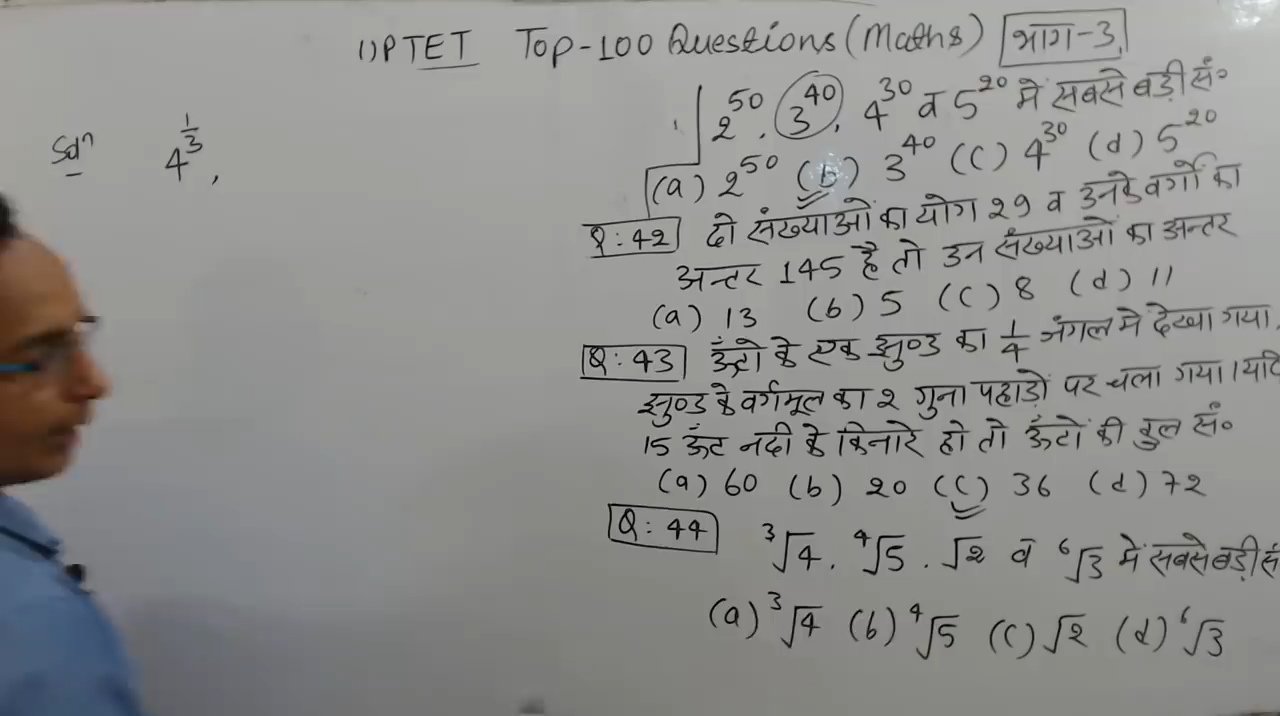 1) PTET Top-100 Questions (Maths) भाग-3
2^50, 3^40, 4^30 व 5^20 में सबसे बड़ी सं०
(a) 2^50 (b) 3^40 (c) 4^30 (d) 5^20
Q:42 दो संख्याओं का योग 29 व उनके वर्गों का
अन्तर 145 है तो उन संख्याओं का अन्तर
(a) 13 (b) 5 (c) 8 (d) 11
Q:43 ऊँटों के एक झुण्ड का 1/4 जंगल में देखा गया,
झुण्ड के वर्गमूल का २ गुना पहाड़ों पर चला गया। यदि
15 ऊँट नदी के किनारे हो तो ऊँटों की कुल सं०
(a) 60 (b) 20 (c) 36 (d) 72
Q:44 ³√4, ⁴√5, √2 व ⁶√3 में सबसे बड़ी सं
(a) ³√4 (b) ⁴√5 (c) √2 (d) ⁶√3
Solⁿ 4^(1/3),